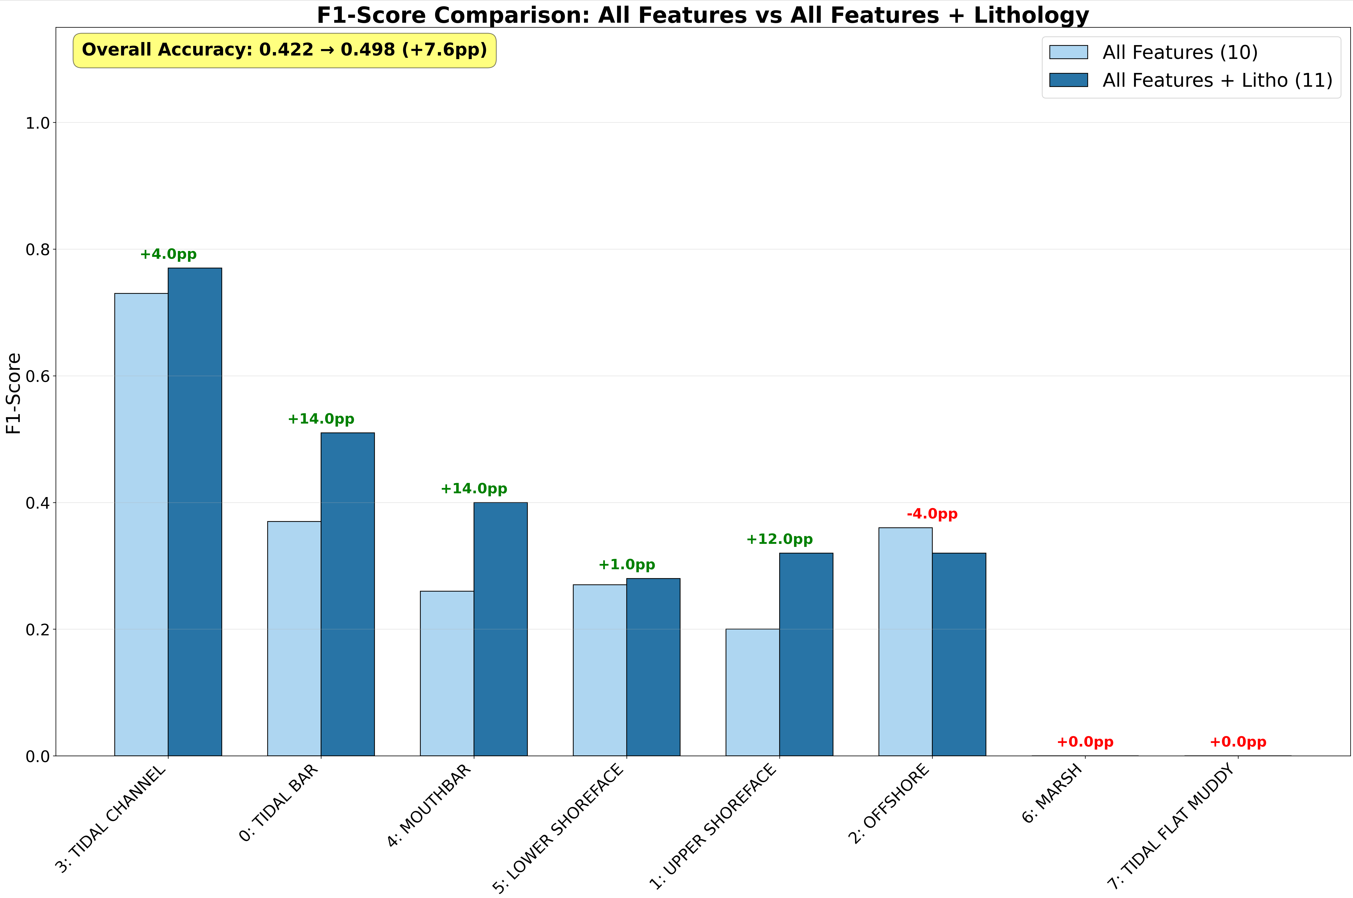 F1-Score Comparison: All Features vs All Features + Lithology
Overall Accuracy: 0.422 → 0.498 (+7.6pp)
All Features (10)
All Features + Litho (11)
F1-Score
1.0
0.8
0.6
0.4
0.2
0.0
+4.0pp
+14.0pp
+14.0pp
+1.0pp
+12.0pp
-4.0pp
+0.0pp
+0.0pp
3: TIDAL CHANNEL
0: TIDAL BAR
4: MOUTHBAR
5: LOWER SHOREFACE
1: UPPER SHOREFACE
2: OFFSHORE
6: MARSH
7: TIDAL FLAT MUDDY